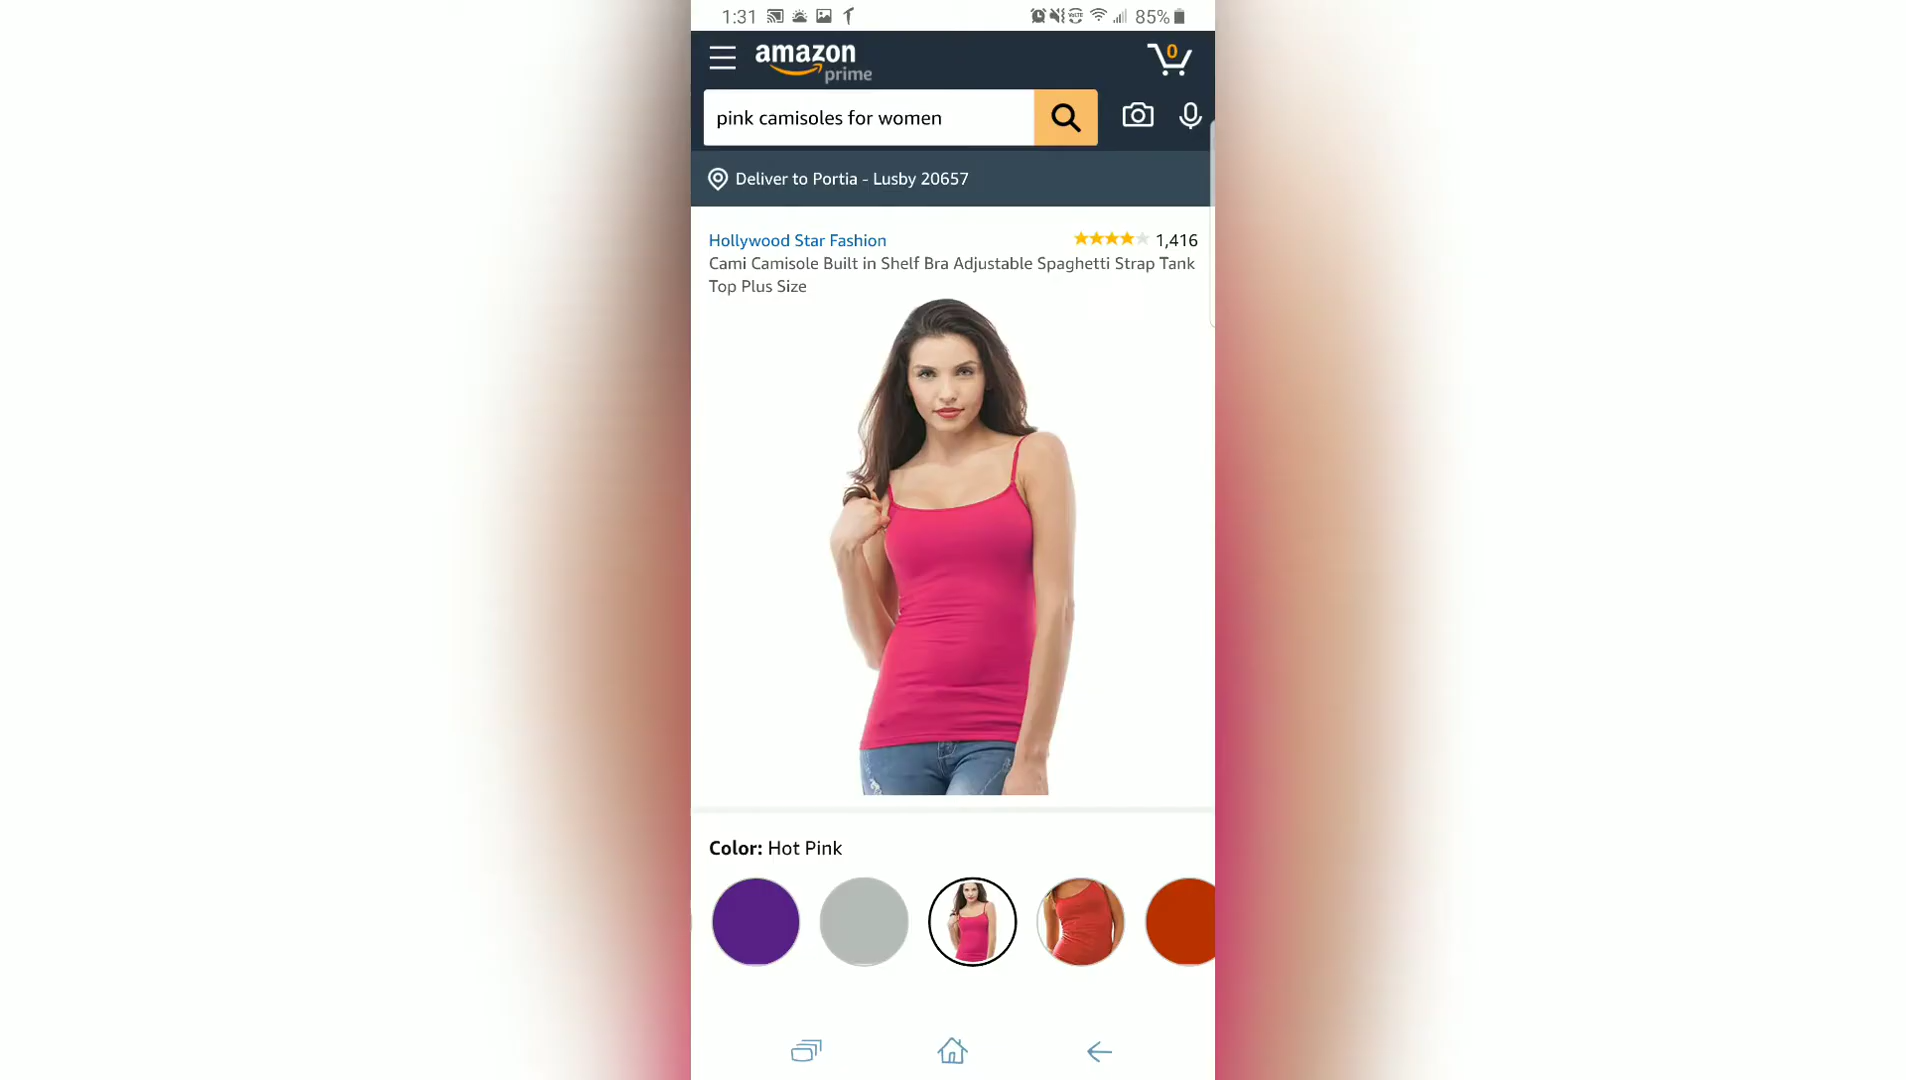 1:31
85%
amazon
prime
0
pink camisoles for women
Deliver to Portia - Lusby 20657
Hollywood Star Fashion
1,416
Cami Camisole Built in Shelf Bra Adjustable Spaghetti Strap Tank
Top Plus Size
Color: Hot Pink